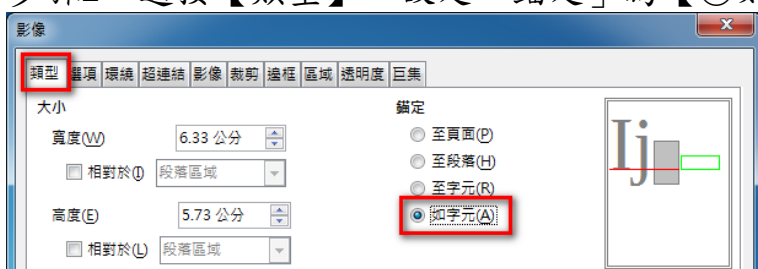 影像
類型 選項 環繞 超連結 影像 裁剪 邊框 區域 透明度 巨集
大小 錨定
寬度(W) 6.33 公分 至頁面(P)
相對於(I) 段落區域 至段落(H)
至字元(R)
高度(E) 5.73 公分 如字元(A)
相對於(L) 段落區域
Ij